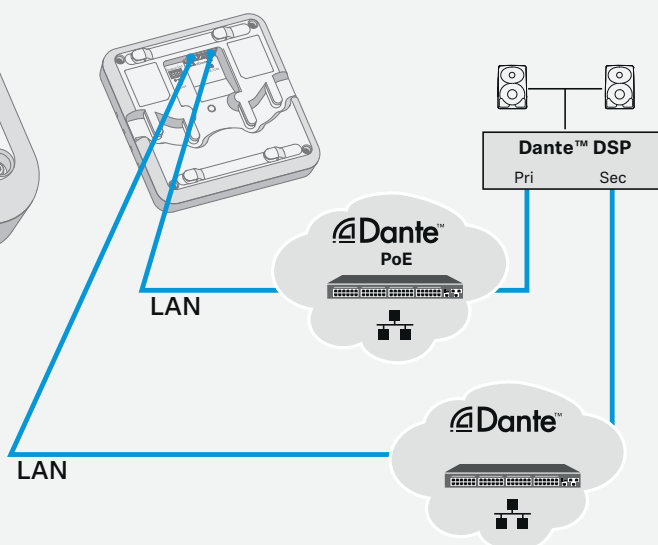 Dante™ DSP
Pri Sec
Dante™
PoE
LAN
Dante™
LAN